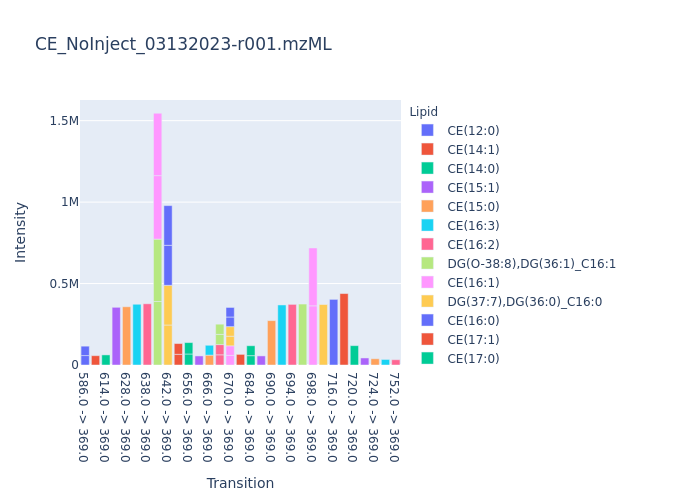 CE_NoInject_03132023-r001.mzML
1.5M
1M
0.5M
0
Intensity
586.0 -> 369.0
614.0 -> 369.0
628.0 -> 369.0
638.0 -> 369.0
642.0 -> 369.0
656.0 -> 369.0
666.0 -> 369.0
670.0 -> 369.0
684.0 -> 369.0
690.0 -> 369.0
694.0 -> 369.0
698.0 -> 369.0
716.0 -> 369.0
720.0 -> 369.0
724.0 -> 369.0
752.0 -> 369.0
Transition
Lipid
CE(12:0)
CE(14:1)
CE(14:0)
CE(15:1)
CE(15:0)
CE(16:3)
CE(16:2)
DG(O-38:8),DG(36:1)_C16:1
CE(16:1)
DG(37:7),DG(36:0)_C16:0
CE(16:0)
CE(17:1)
CE(17:0)